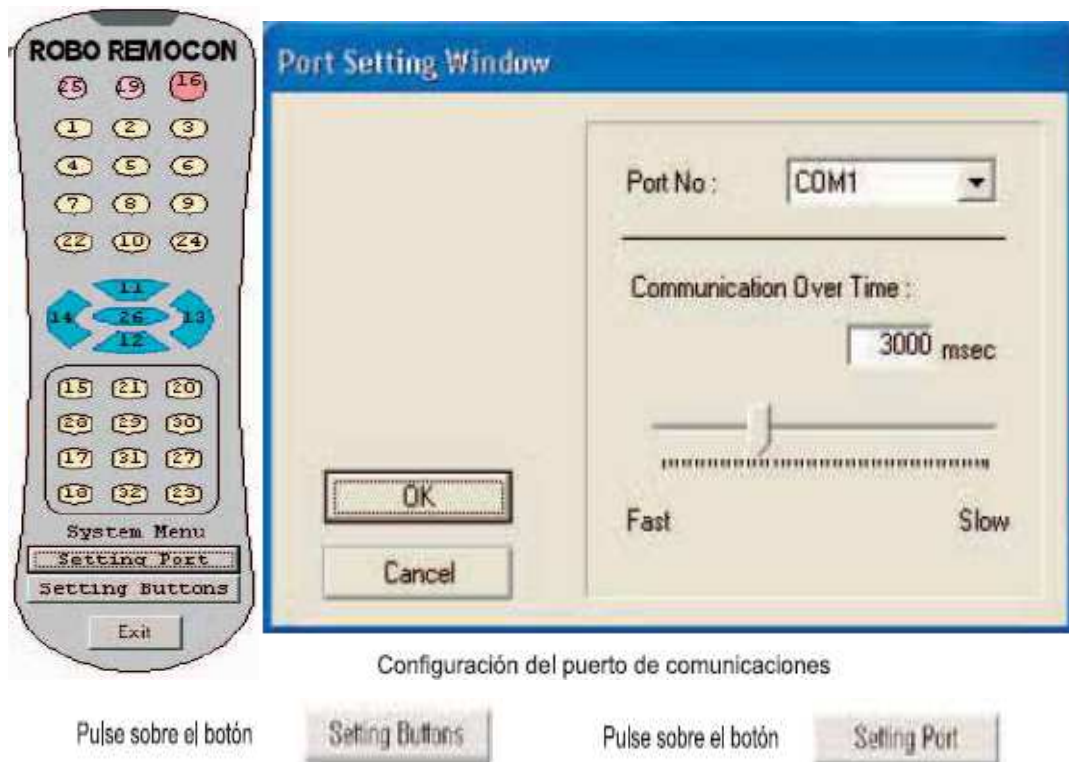 ROBO REMOCON
25 19 16
1 2 3
4 5 6
7 8 9
22 10 24
11
14 26 13
12
15 21 20
28 29 30
17 31 27
18 32 23
System Menu
Setting Port
Setting Buttons
Exit
Port Setting Window
Port No :
COM1
Communication Over Time :
3000 msec
Fast Slow
OK
Cancel
Configuración del puerto de comunicaciones
Pulse sobre el botón Setting Buttons
Pulse sobre el botón Setting Port